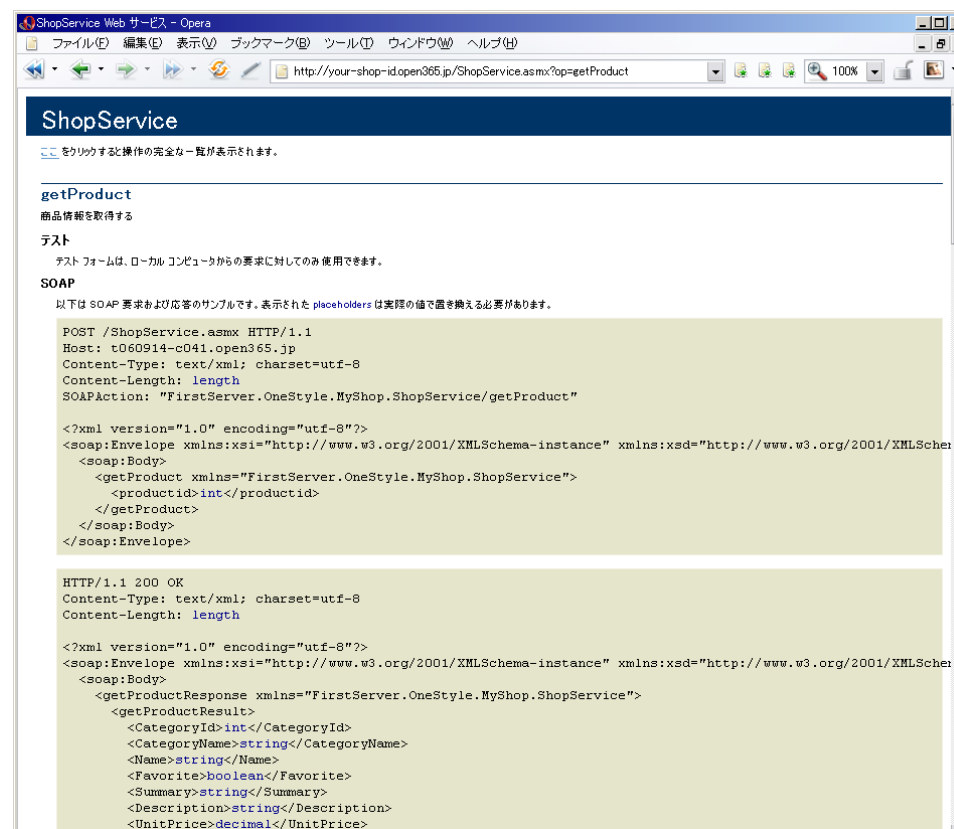 ShopService Web サービス - Opera
ファイル(F) 編集(E) 表示(V) ブックマーク(B) ツール(T) ウィンドウ(W) ヘルプ(H)
http://your-shop-id.open365.jp/ShopService.asmx?op=getProduct 100%
ShopService
ここ をクリックすると操作の完全な一覧が表示されます。
getProduct
商品情報を取得する
テスト
テスト フォームは、ローカル コンピュータからの要求に対してのみ使用できます。
SOAP
以下は SOAP 要求および応答のサンプルです。表示された placeholders は実際の値で置き換える必要があります。
POST /ShopService.asmx HTTP/1.1
Host: t060914-c041.open365.jp
Content-Type: text/xml; charset=utf-8
Content-Length: length
SOAPAction: "FirstServer.OneStyle.MyShop.ShopService/getProduct"
<?xml version="1.0" encoding="utf-8"?>
<soap:Envelope xmlns:xsi="http://www.w3.org/2001/XMLSchema-instance" xmlns:xsd="http://www.w3.org/2001/XMLSchem
<soap:Body>
<getProduct xmlns="FirstServer.OneStyle.MyShop.ShopService">
<productid>int</productid>
</getProduct>
</soap:Body>
</soap:Envelope>
HTTP/1.1 200 OK
Content-Type: text/xml; charset=utf-8
Content-Length: length
<?xml version="1.0" encoding="utf-8"?>
<soap:Envelope xmlns:xsi="http://www.w3.org/2001/XMLSchema-instance" xmlns:xsd="http://www.w3.org/2001/XMLSchem
<soap:Body>
<getProductResponse xmlns="FirstServer.OneStyle.MyShop.ShopService">
<getProductResult>
<CategoryId>int</CategoryId>
<CategoryName>string</CategoryName>
<Name>string</Name>
<Favorite>boolean</Favorite>
<Summary>string</Summary>
<Description>string</Description>
<UnitPrice>decimal</UnitPrice>